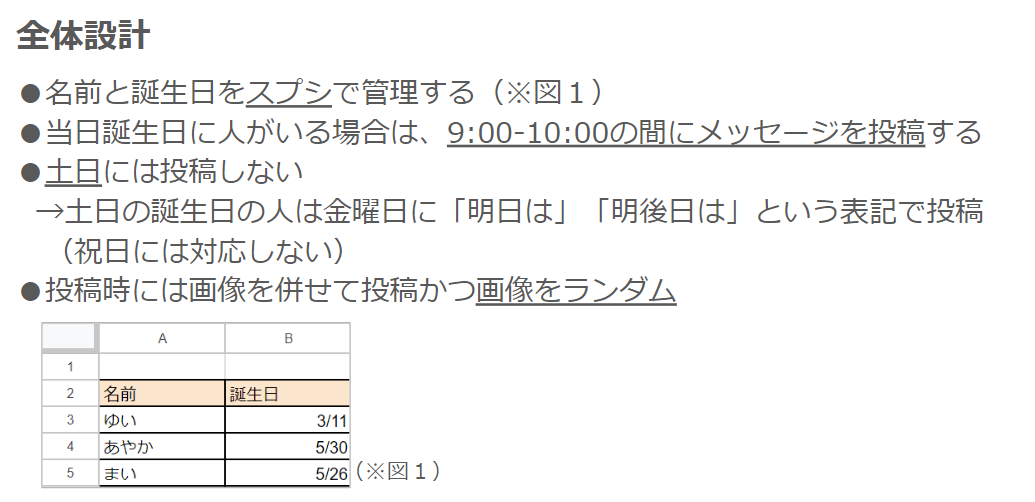 全体設計
●名前と誕生日をスプシで管理する（※図１）
●当日誕生日に人がいる場合は、9:00-10:00の間にメッセージを投稿する
●土日には投稿しない
→土日の誕生日の人は金曜日に「明日は」「明後日は」という表記で投稿
（祝日には対応しない）
●投稿時には画像を併せて投稿かつ画像をランダム
A B
1
2 名前 誕生日
3 ゆい 3/11
4 あやか 5/30
5 まい 5/26
（※図１）